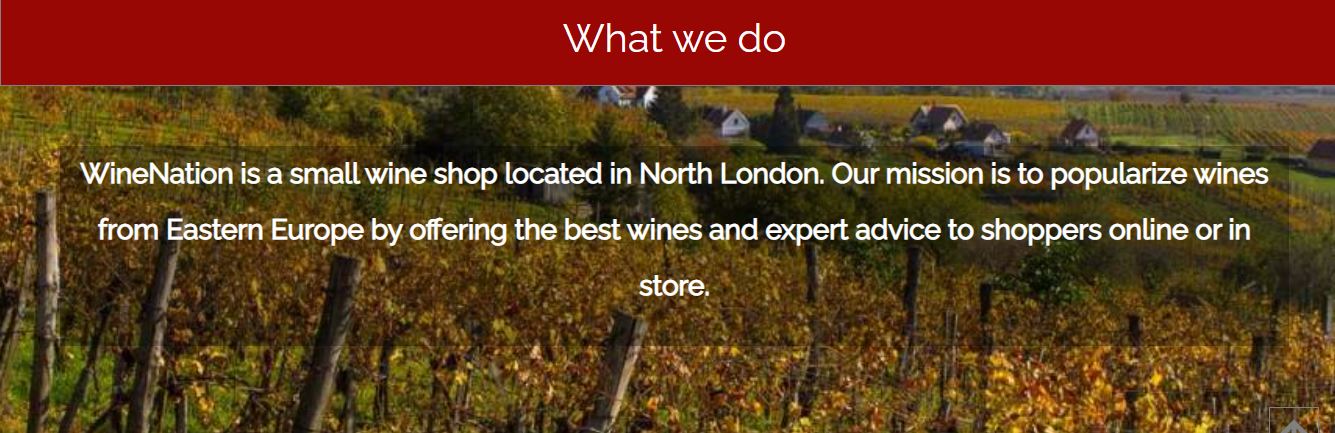 What we do
WineNation is a small wine shop located in North London. Our mission is to popularize wines
from Eastern Europe by offering the best wines and expert advice to shoppers online or in
store.